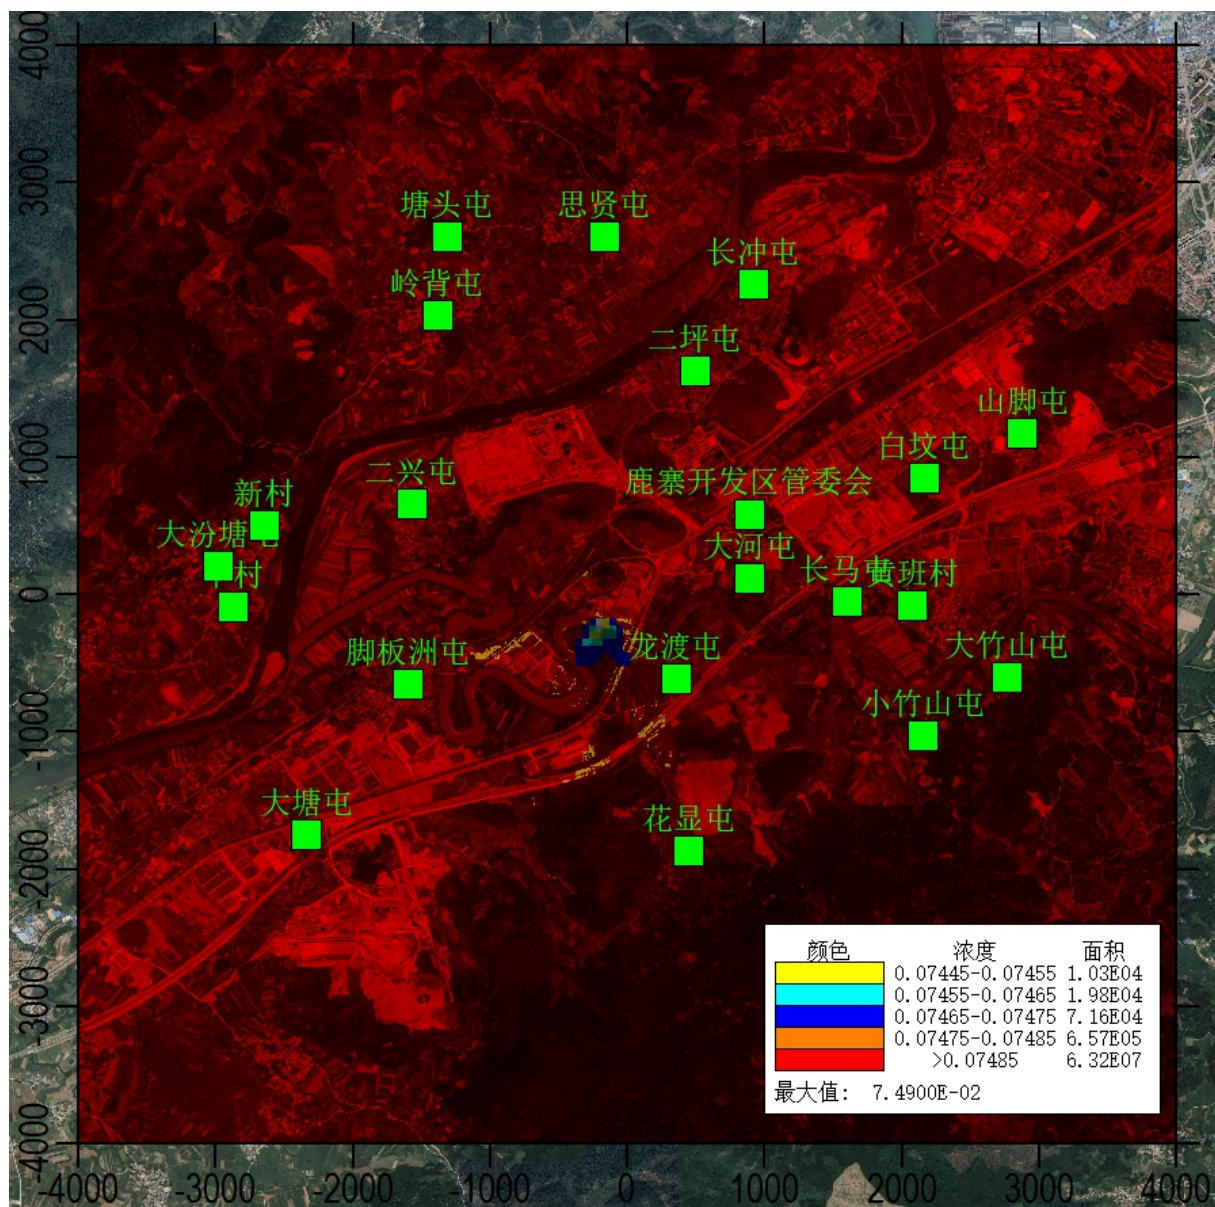 4000
3000
2000
1000
0
-1000
-2000
-3000
-4000
塘头屯
思贤屯
长冲屯
岭背屯
二坪屯
山脚屯
白坟屯
二兴屯
鹿寨开发区管委会
新村
大汾塘
大河屯
村
长马
黄班村
脚板洲屯
龙渡屯
大竹山屯
小竹山屯
大塘屯
花显屯
颜色 浓度 面积
0.07445-0.07455 1.03E04
0.07455-0.07465 1.98E04
0.07465-0.07475 7.16E04
0.07475-0.07485 6.57E05
>0.07485 6.32E07
最大值: 7.4900E-02
-4000 -3000 -2000 -1000 0 1000 2000 3000 4000